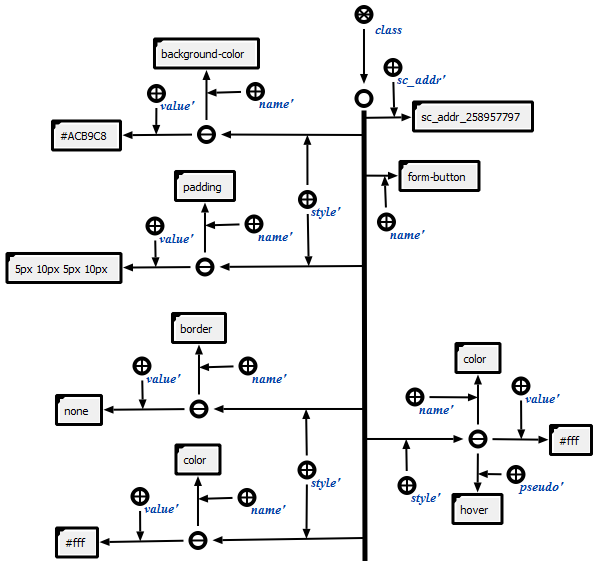 class
background-color
sc_addr'
value'
name'
sc_addr_258957797
#ACB9C8
padding
form-button
style'
value'
name'
name'
5px 10px 5px 10px
border
color
value'
name'
name'
value'
none
#fff
color
style'
pseudo'
style'
value'
name'
hover
#fff